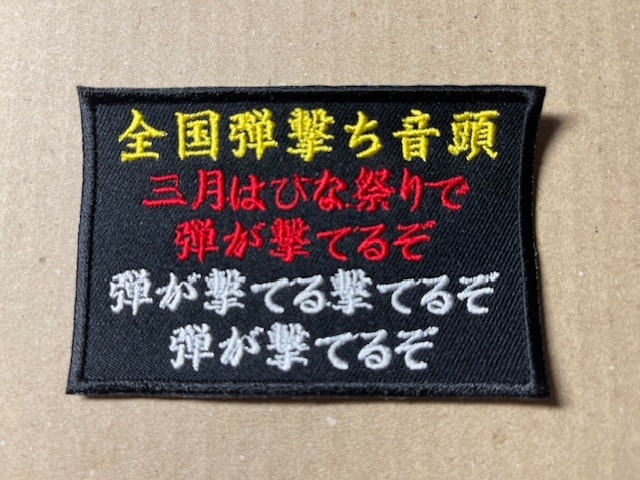 全国弾撃ち音頭
三月はひな祭りで
弾が撃てるぞ
弾が撃てる撃てるぞ
弾が撃てるぞ